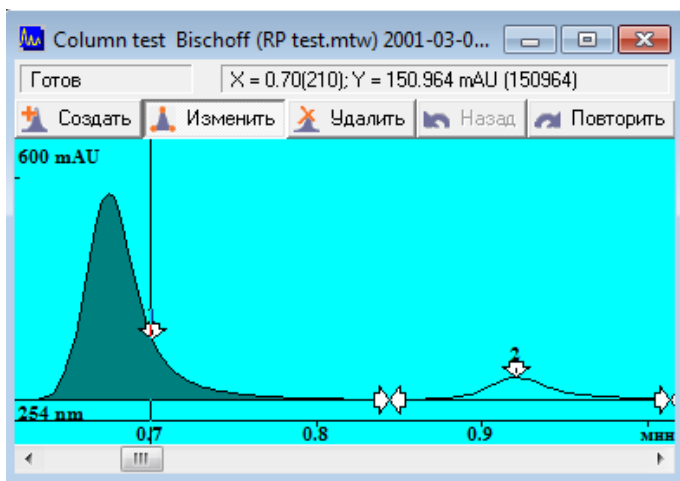 Column test Bischoff (RP test.mtw) 2001-03-0...
Готов X = 0.70(210); Y = 150.964 mAU (150964)
Создать Изменить Удалить Назад Повторить
600 mAU
2
254 nm
0.7 0.8 0.9 мин